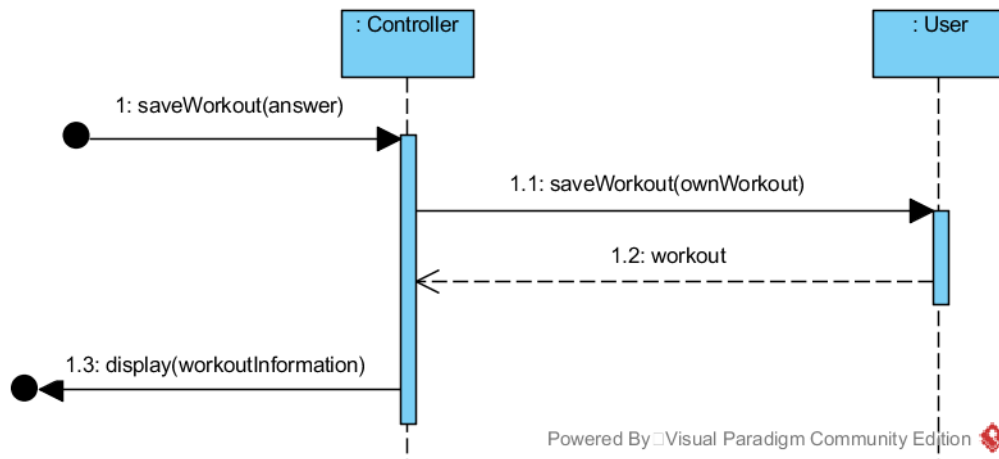 : Controller
: User
1: saveWorkout(answer)
1.1: saveWorkout(ownWorkout)
1.2: workout
1.3: display(workoutInformation)
Powered By Visual Paradigm Community Edition